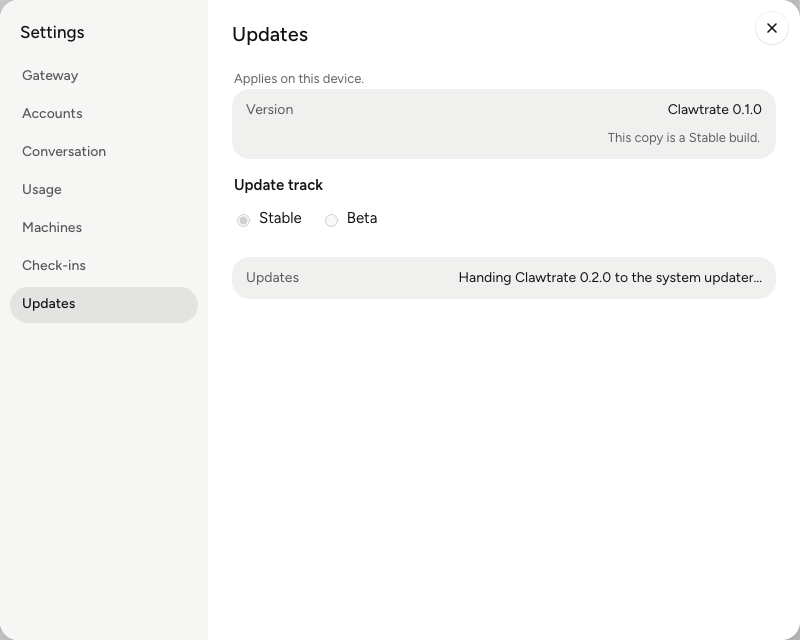 Settings
Gateway
Accounts
Conversation
Usage
Machines
Check-ins
Updates
Updates
Applies on this device.
Version Clawtrate 0.1.0
This copy is a Stable build.
Update track
Stable Beta
Updates Handing Clawtrate 0.2.0 to the system updater…